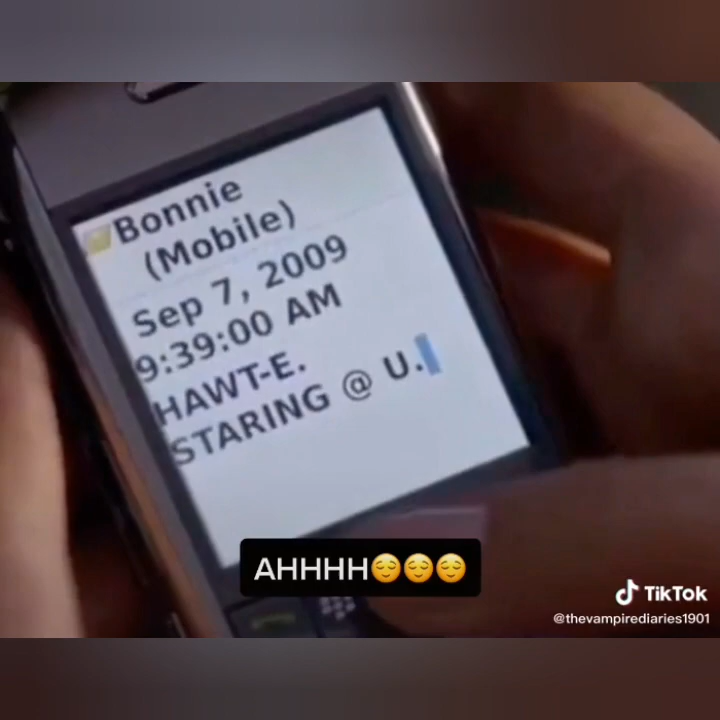 Bonnie
(Mobile)
Sep 7, 2009
9:39:00 AM
HAWT-E.
STARING @ U.
AHHHH😌😌😌
TikTok
@thevampirediaries1901